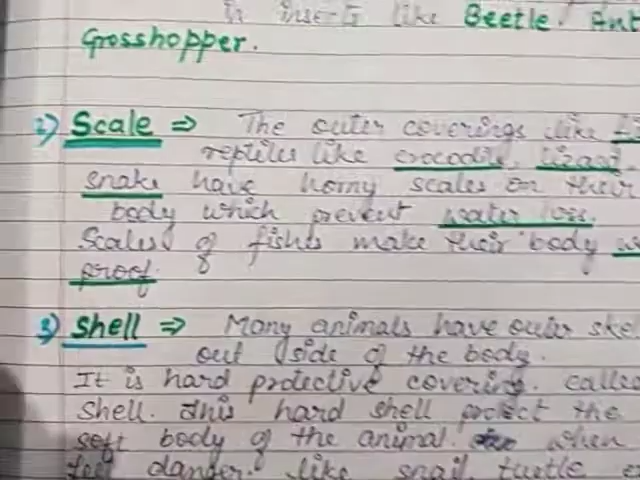 in insects like Beetle, Ant
Grosshopper.
2) Scale ⇒ The outer coverings like
reptiles like crocodile, lizard
snake have horny scales on their
body which prevent water loss.
Scales of fishes make their body
proof.
3) Shell ⇒ Many animals have outer
out side of the body.
It is hard protective covering. called
Shell. This hard shell protect the
soft body of the animal. when
feel danger. like snail, turtle